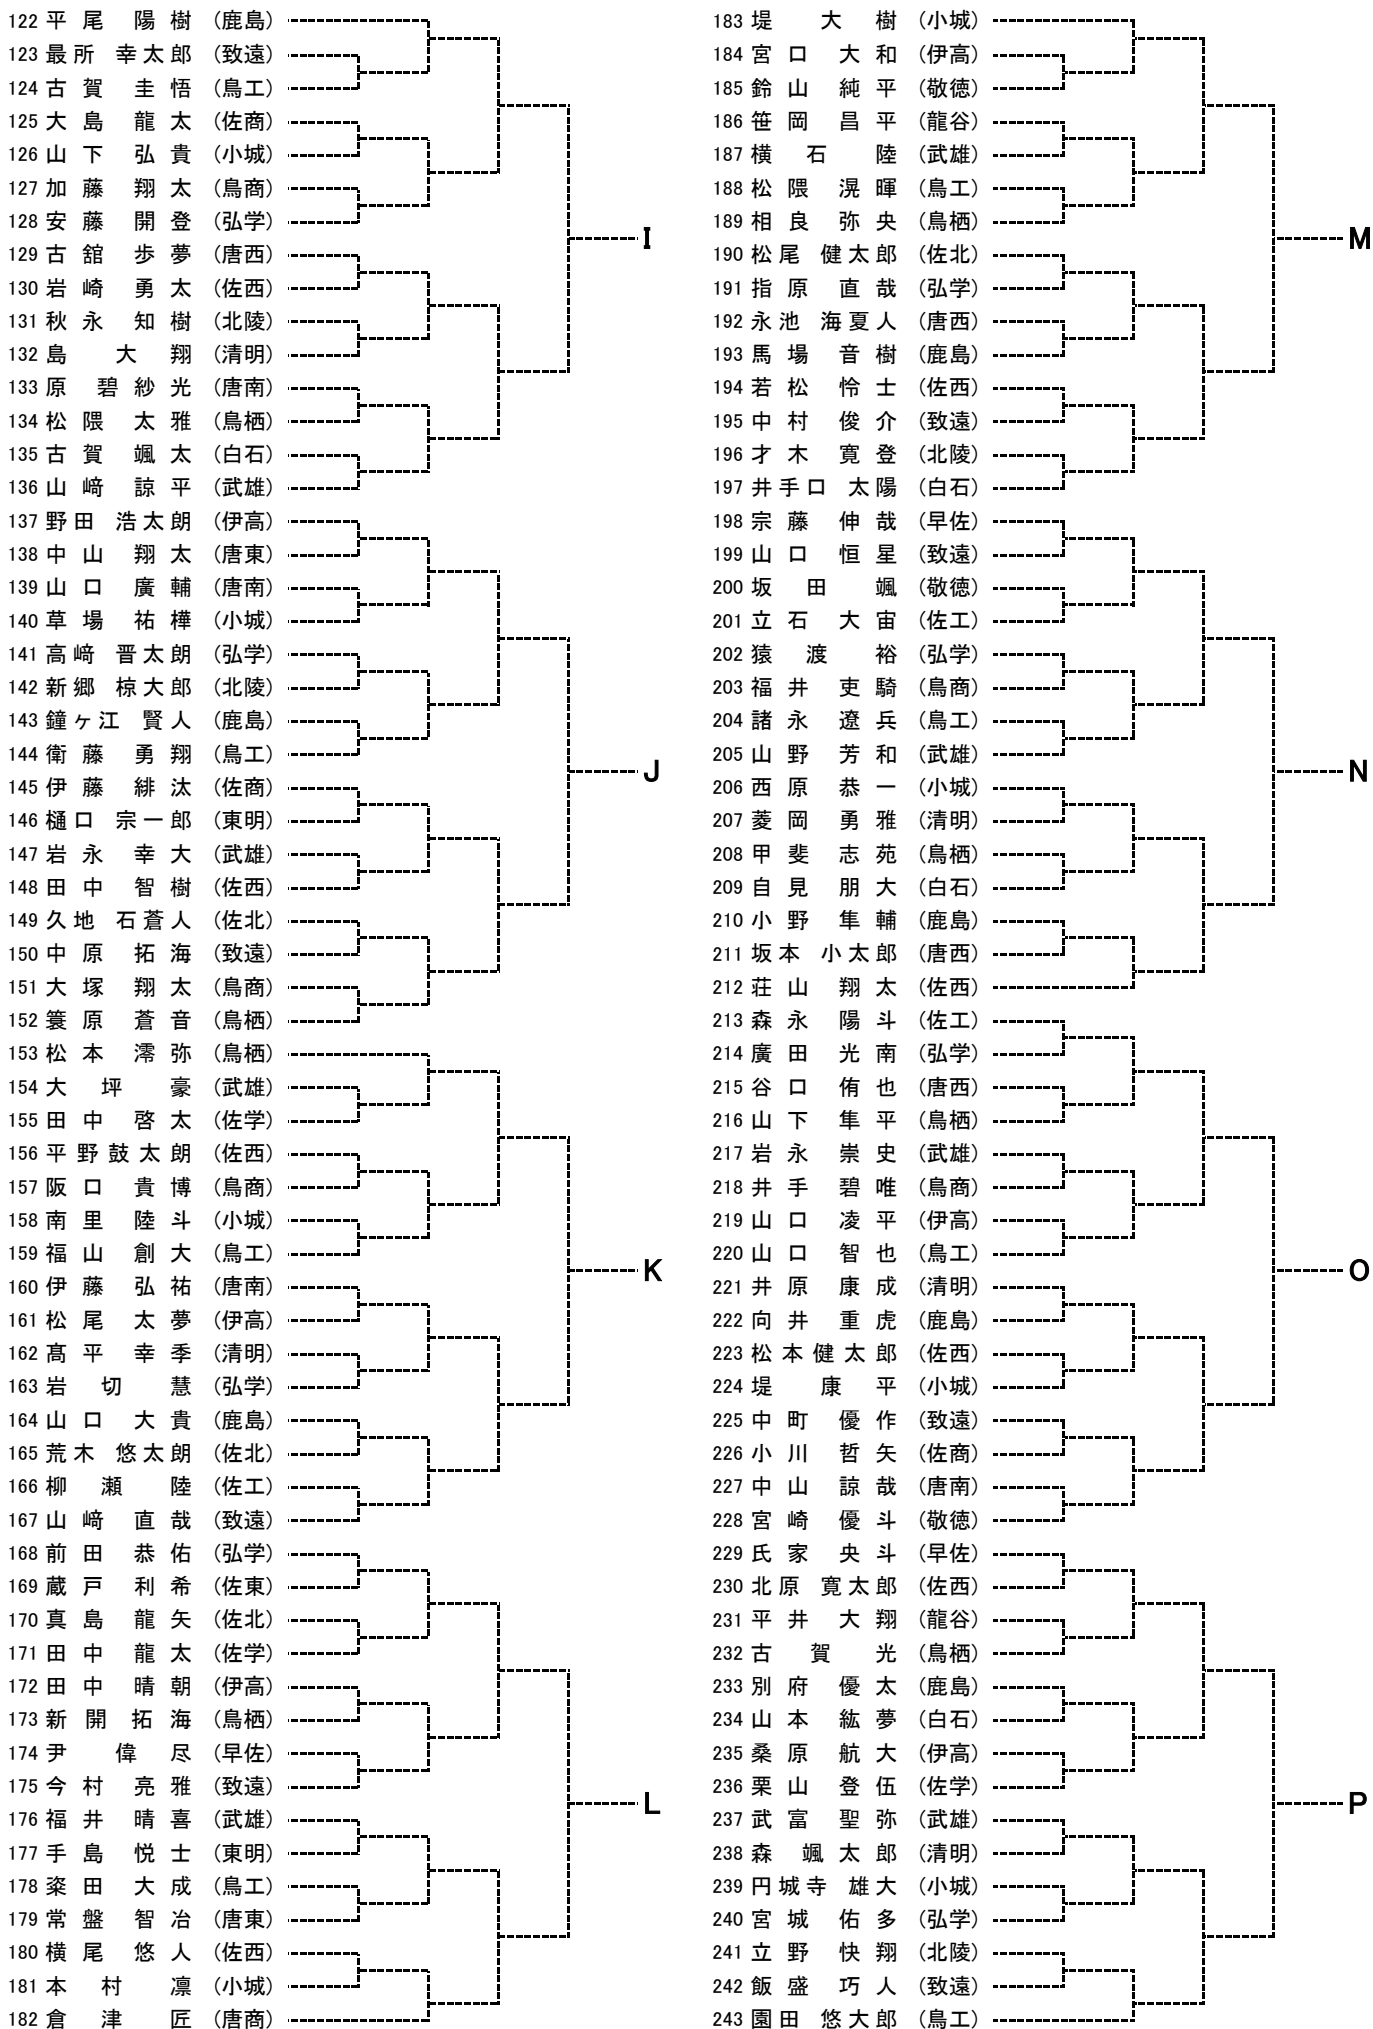 122 平尾 陽樹 (鹿島)
123 最所 幸太郎 (致遠)
124 古賀 圭悟 (鳥工)
125 大島 龍太 (佐商)
126 山下 弘貴 (小城)
127 加藤 翔太 (鳥商)
128 安藤 開登 (弘学)
129 古舘 歩夢 (唐西)
130 岩崎 勇太 (佐西)
131 秋永 知樹 (北陵)
132 島 大翔 (清明)
133 原 碧紗光 (唐南)
134 松隈 太雅 (鳥栖)
135 古賀 颯太 (白石)
136 山﨑 諒平 (武雄)
I
137 野田 浩太朗 (伊高)
138 中山 翔太 (唐東)
139 山口 廣輔 (唐南)
140 草場 祐樺 (小城)
141 高﨑 晋太朗 (弘学)
142 新郷 椋大郎 (北陵)
143 鐘ヶ江 賢人 (鹿島)
144 衛藤 勇翔 (鳥工)
145 伊藤 緋汰 (佐商)
146 樋口 宗一郎 (東明)
147 岩永 幸大 (武雄)
148 田中 智樹 (佐西)
149 久地 石蒼人 (佐北)
150 中原 拓海 (致遠)
151 大塚 翔太 (鳥商)
152 簑原 蒼音 (鳥栖)
J
153 松本 澪弥 (鳥栖)
154 大坪 豪 (武雄)
155 田中 啓太 (佐学)
156 平野鼓太朗 (佐西)
157 阪口 貴博 (鳥商)
158 南里 陸斗 (小城)
159 福山 創大 (鳥工)
160 伊藤 弘祐 (唐南)
161 松尾 太夢 (伊高)
162 髙平 幸季 (清明)
163 岩切 慧 (弘学)
164 山口 大貴 (鹿島)
165 荒木 悠太朗 (佐北)
166 柳瀬 陸 (佐工)
167 山﨑 直哉 (致遠)
K
168 前田 恭佑 (弘学)
169 蔵戸 利希 (佐東)
170 真島 龍矢 (佐北)
171 田中 龍太 (佐学)
172 田中 晴朝 (伊高)
173 新開 拓海 (鳥栖)
174 尹 偉尽 (早佐)
175 今村 亮雅 (致遠)
176 福井 晴喜 (武雄)
177 手島 悦士 (東明)
178 楽田 大成 (鳥工)
179 常盤 智冶 (唐東)
180 横尾 悠人 (佐西)
181 本村 凛 (小城)
182 倉津 匠 (唐商)
L
183 堤 大樹 (小城)
184 宮口 大和 (伊高)
185 鈴山 純平 (敬徳)
186 笹岡 昌平 (龍谷)
187 横石 陸 (武雄)
188 松隈 滉暉 (鳥工)
189 相良 弥央 (鳥栖)
190 松尾 健太郎 (佐北)
191 指原 直哉 (弘学)
192 永池 海夏人 (唐西)
193 馬場 音樹 (鹿島)
194 若松 怜士 (佐西)
195 中村 俊介 (致遠)
196 才木 寛登 (北陵)
197 井手口 太陽 (白石)
M
198 宗藤 伸哉 (早佐)
199 山口 恒星 (致遠)
200 坂田 颯 (敬徳)
201 立石 大宙 (佐工)
202 猿渡 裕 (弘学)
203 福井 吏騎 (鳥商)
204 諸永 遼兵 (鳥工)
205 山野 芳和 (武雄)
206 西原 恭一 (小城)
207 菱岡 勇雅 (清明)
208 甲斐 志苑 (鳥栖)
209 自見 朋大 (白石)
210 小野 隼輔 (鹿島)
211 坂本 小太郎 (唐西)
212 荘山 翔太 (佐西)
N
213 森永 陽斗 (佐工)
214 廣田 光南 (弘学)
215 谷口 侑也 (唐西)
216 山下 隼平 (鳥栖)
217 岩永 崇史 (武雄)
218 井手 碧唯 (鳥商)
219 山口 凌平 (伊高)
220 山口 智也 (鳥工)
221 井原 康成 (清明)
222 向井 重虎 (鹿島)
223 松本健太郎 (佐西)
224 堤 康平 (小城)
225 中町 優作 (致遠)
226 小川 哲矢 (佐商)
227 中山 諒哉 (唐南)
228 宮崎 優斗 (敬徳)
O
229 氏家 央斗 (早佐)
230 北原 寛太郎 (佐西)
231 平井 大翔 (龍谷)
232 古賀 光 (鳥栖)
233 別府 優太 (鹿島)
234 山本 紘夢 (白石)
235 桑原 航大 (伊高)
236 栗山 登伍 (佐学)
237 武富 聖弥 (武雄)
238 森 颯太郎 (清明)
239 円城寺 雄大 (小城)
240 宮城 佑多 (弘学)
241 立野 快翔 (北陵)
242 飯盛 巧人 (致遠)
243 園田 悠大郎 (鳥工)
P